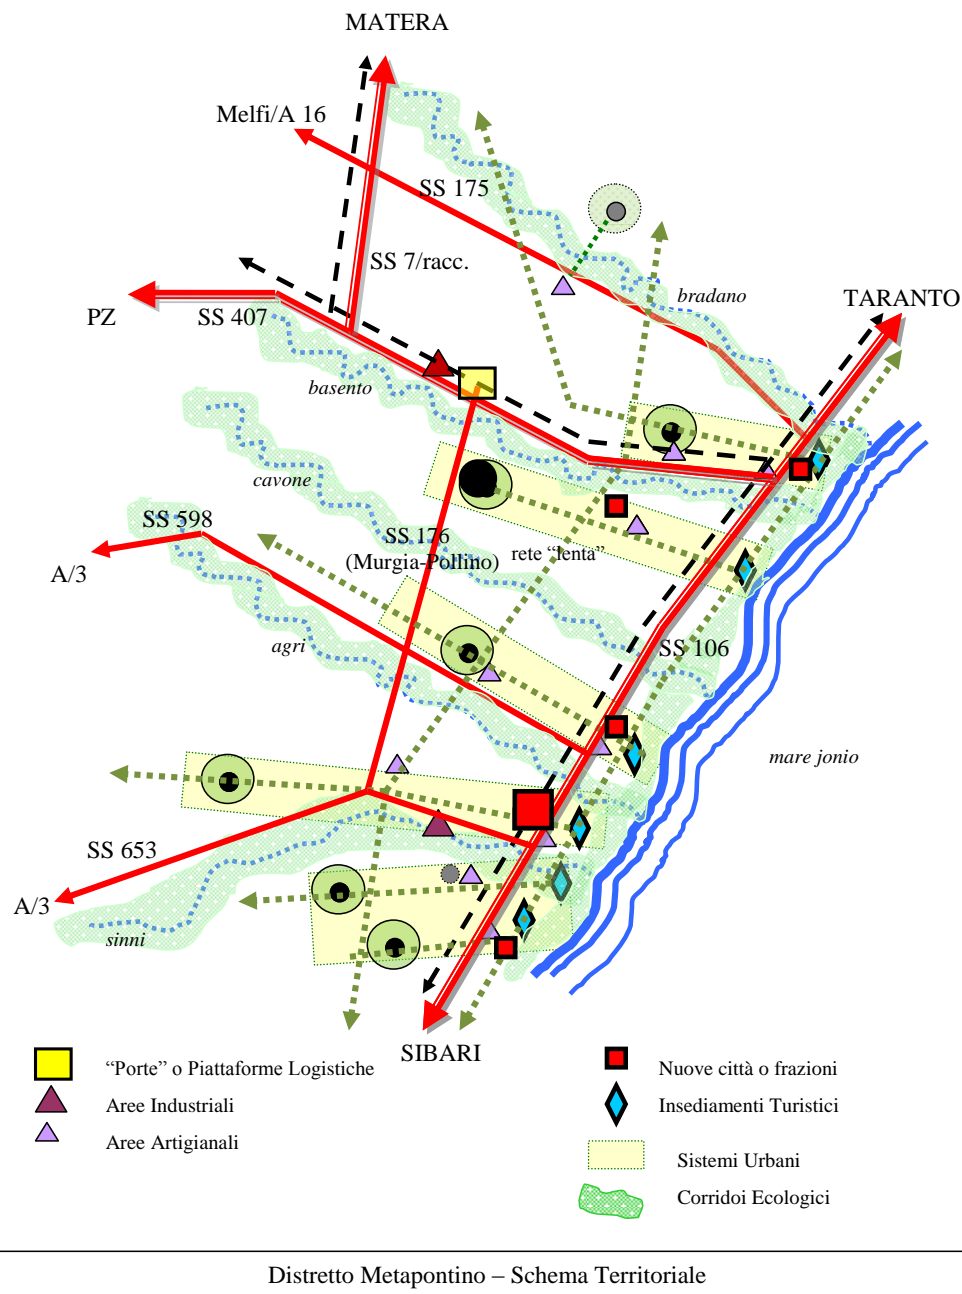 MATERA
Melfi/A 16
SS 175
SS 7/racc.
bradano
TARANTO
PZ
SS 407
basento
cavone
SS 598
SS 176
(Murgia-Pollino)
rete “lenta”
A/3
agri
SS 106
mare jonio
SS 653
A/3
sinni
SIBARI
“Porte” o Piattaforme Logistiche
Aree Industriali
Aree Artigianali
Nuove città o frazioni
Insediamenti Turistici
Sistemi Urbani
Corridoi Ecologici
Distretto Metapontino – Schema Territoriale